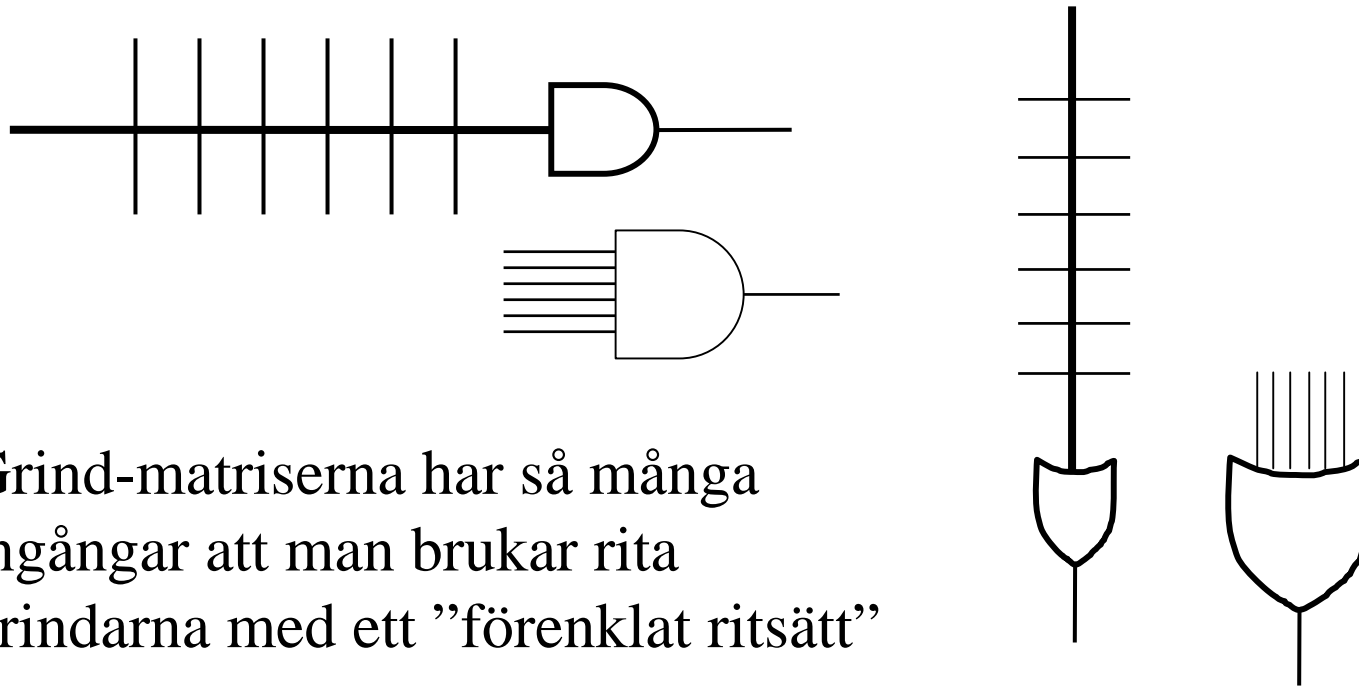 Grind-matriserna har så många
ngångar att man brukar rita
rindarna med ett ”förenklat ritsätt”